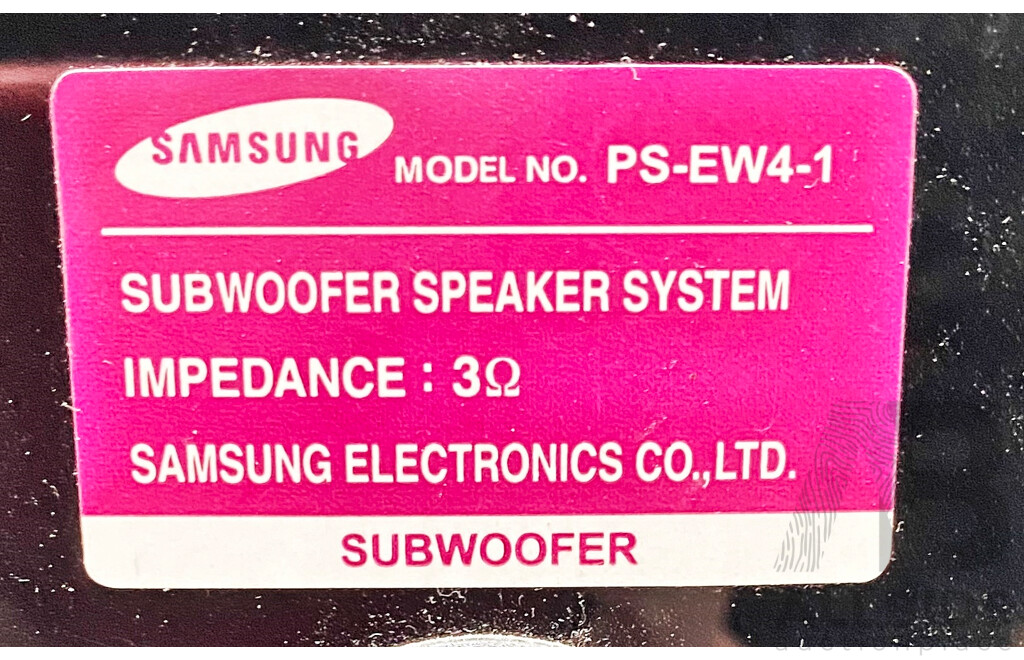 SAMSUNG MODEL NO. PS-EW4-1
SUBWOOFER SPEAKER SYSTEM
IMPEDANCE : 3Ω
SAMSUNG ELECTRONICS CO.,LTD.
SUBWOOFER